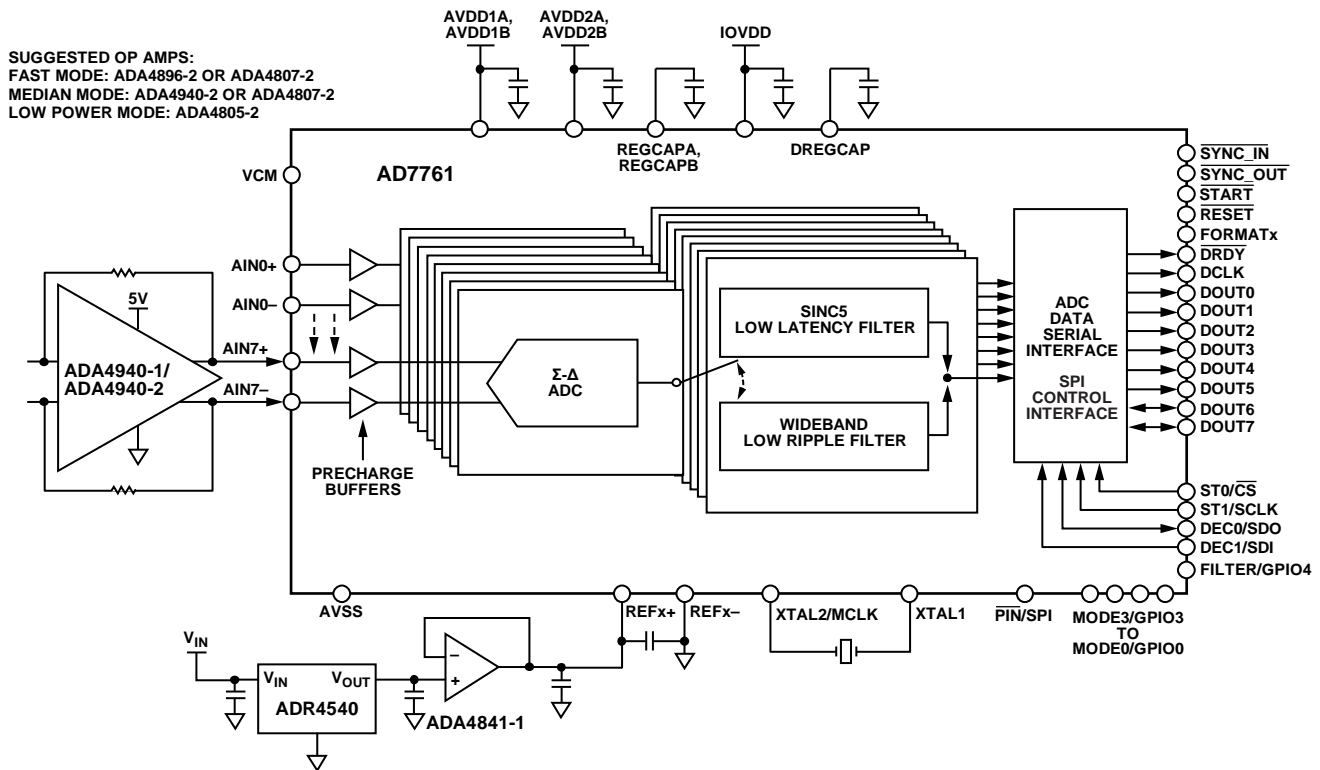 AVDD1A,
AVDD1B
AVDD2A,
AVDD2B
IOVDD
SUGGESTED OP AMPS:
FAST MODE: ADA4896-2 OR ADA4807-2
MEDIAN MODE: ADA4940-2 OR ADA4807-2
LOW POWER MODE: ADA4805-2
REGCAPA,
REGCAPB
DREGCAP
VCM
AD7761
SYNC_IN
SYNC_OUT
START
RESET
FORMATx
DRDY
DCLK
DOUT0
DOUT1
DOUT2
DOUT3
DOUT4
DOUT5
DOUT6
DOUT7
AIN0+
AIN0–
5V
ADA4940-1/
ADA4940-2
AIN7+
AIN7–
PRECHARGE
BUFFERS
Σ-Δ
ADC
SINC5
LOW LATENCY FILTER
WIDEBAND
LOW RIPPLE FILTER
ADC
DATA
SERIAL
INTERFACE
SPI
CONTROL
INTERFACE
ST0/CS
ST1/SCLK
DEC0/SDO
DEC1/SDI
FILTER/GPIO4
AVSS
REFx+
REFx–
XTAL2/MCLK
XTAL1
PIN/SPI
MODE3/GPIO3
TO
MODE0/GPIO0
VIN
VIN
VOUT
ADR4540
–
+
ADA4841-1